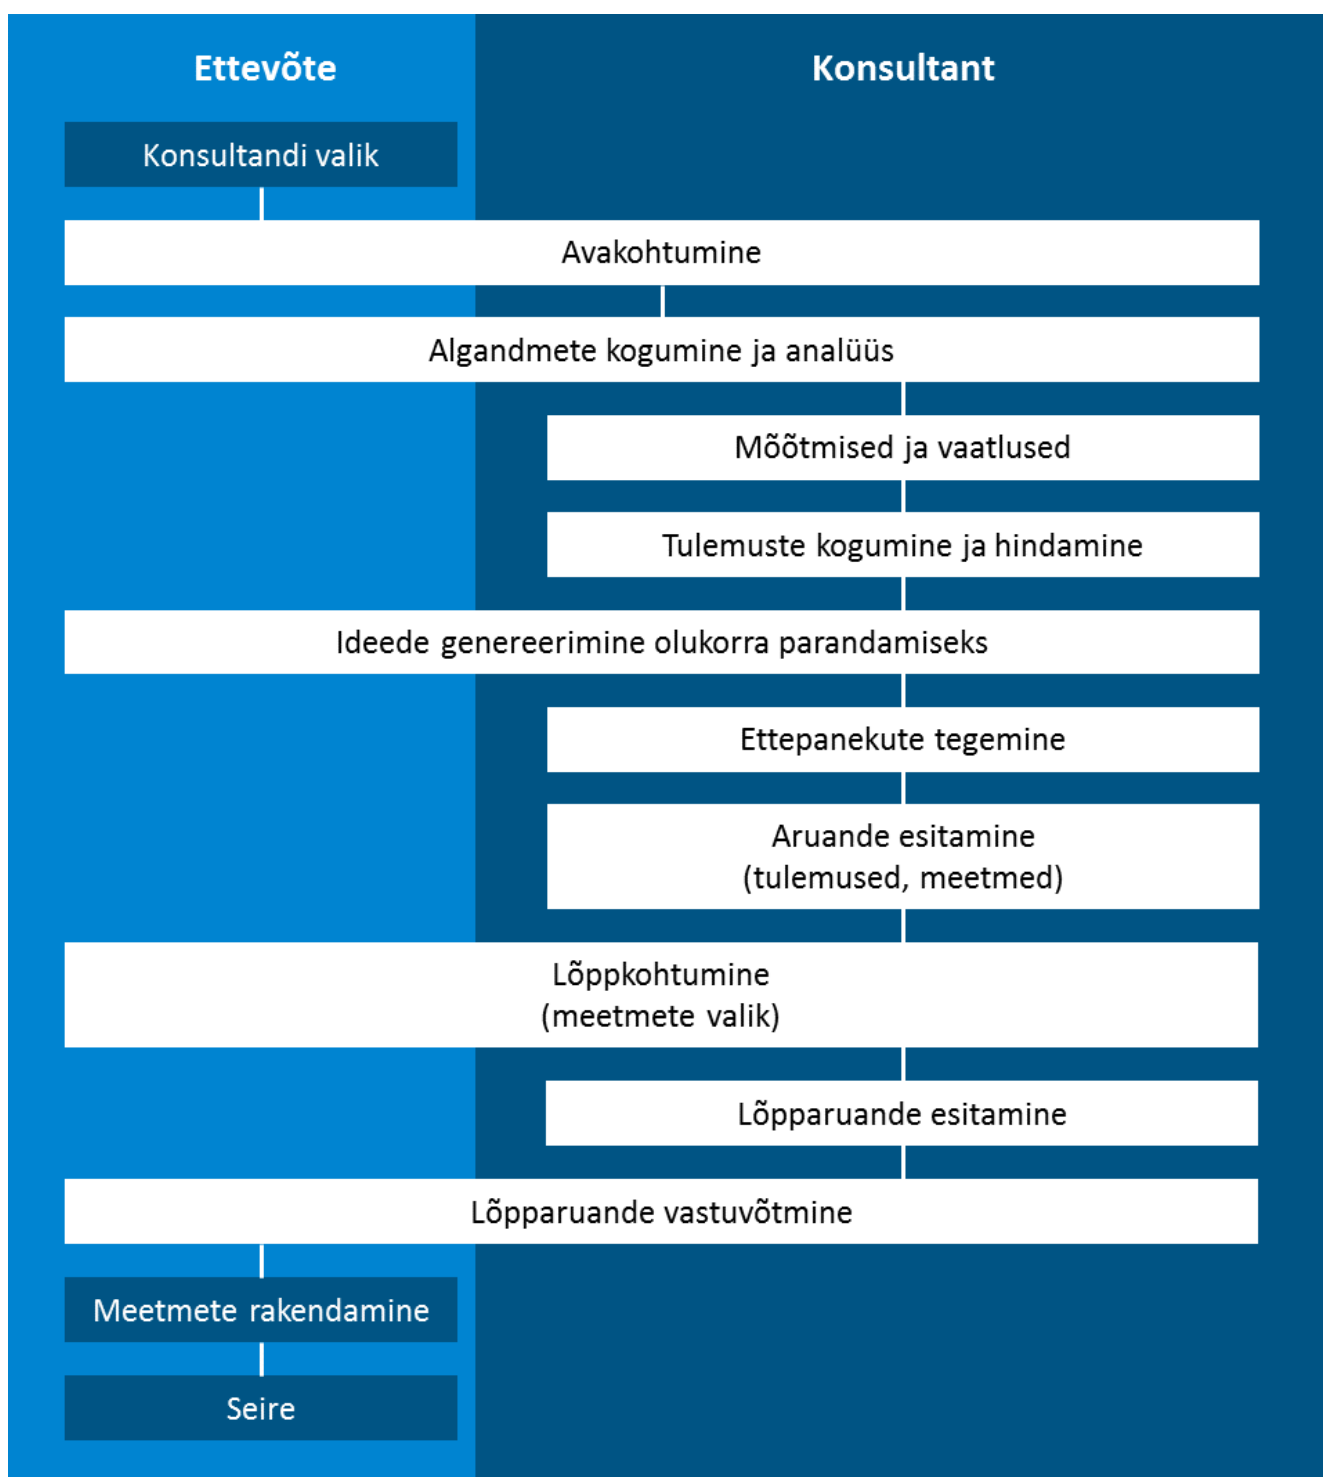 Ettevõte
Konsultant
Konsultandi valik
Avakohtumine
Algandmete kogumine ja analüüs
Mõõtmised ja vaatlused
Tulemuste kogumine ja hindamine
Ideede genereerimine olukorra parandamiseks
Ettepanekute tegemine
Aruande esitamine
(tulemused, meetmed)
Lõppkohtumine
(meetmete valik)
Lõpparuande esitamine
Lõpparuande vastuvõtmine
Meetmete rakendamine
Seire